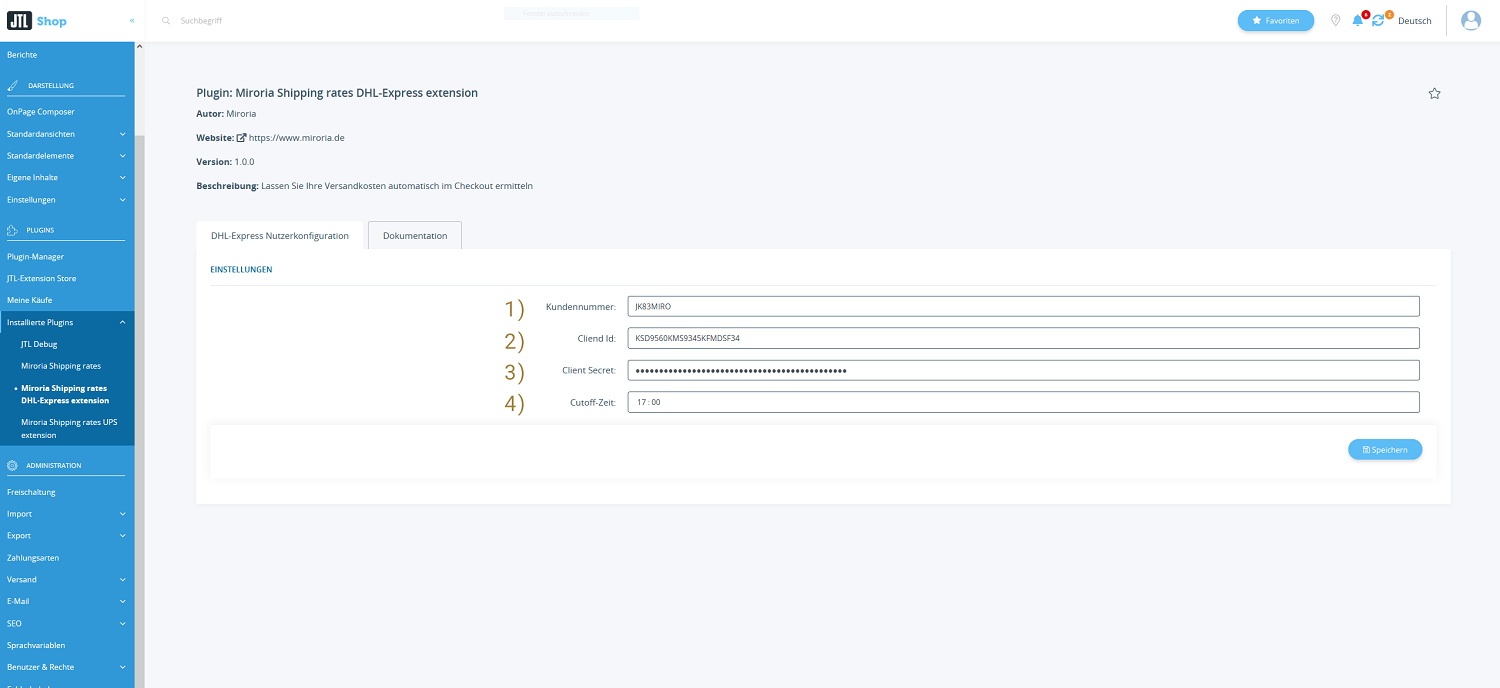 JTL Shop
«
Suchbegriff
Favoriten
6
2
Deutsch
Berichte
DARSTELLUNG
OnPage Composer
Standardansichten
Standardelemente
Eigene Inhalte
Einstellungen
PLUGINS
Plugin-Manager
JTL-Extension Store
Meine Käufe
Installierte Plugins
JTL Debug
Miroria Shipping rates
• Miroria Shipping rates
DHL-Express extension
Miroria Shipping rates UPS
extension
ADMINISTRATION
Freischaltung
Import
Export
Zahlungsarten
Versand
E-Mail
SEO
Sprachvariablen
Benutzer & Rechte
Plugin: Miroria Shipping rates DHL-Express extension
Autor: Miroria
Website: https://www.miroria.de
Version: 1.0.0
Beschreibung: Lassen Sie Ihre Versandkosten automatisch im Checkout ermitteln
DHL-Express Nutzerkonfiguration
Dokumentation
EINSTELLUNGEN
1) Kundennummer: JK83MIRO
2) Cliend Id: KSD9560KMS9345KFMDSF34
3) Client Secret:
4) Cutoff-Zeit: 17 : 00
Speichern